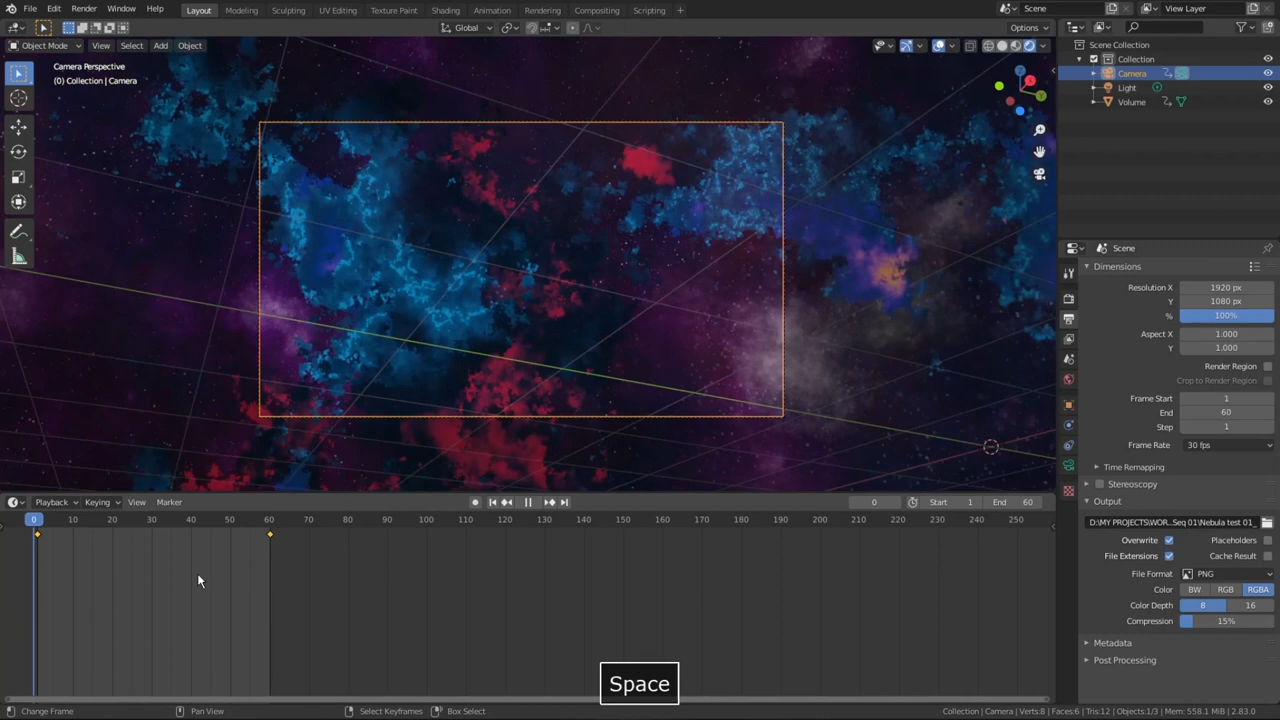 File Edit Render Window Help Layout Modeling Sculpting UV Editing Texture Paint Shading Animation Rendering Compositing Scripting + Scene View Layer
Global Options
Object Mode View Select Add Object
Camera Perspective
(0) Collection | Camera
Scene Collection
Collection
Camera
Light
Volume
Scene
Dimensions
Resolution X 1920 px
Y 1080 px
% 100%
Aspect X 1.000
Y 1.000
Render Region
Crop to Render Region
Frame Start 1
End 60
Step 1
Frame Rate 30 fps
Time Remapping
Stereoscopy
Output
D:\MY PROJECTS\WOR...Seq 01\Nebula test 01_
Overwrite Placeholders
File Extensions Cache Result
File Format PNG
Color BW RGB RGBA
Color Depth 8 16
Compression 15%
Metadata
Post Processing
Playback Keying View Marker 0 Start 1 End 60
0 10 20 30 40 50 60 70 80 90 100 110 120 130 140 150 160 170 180 190 200 210 220 230 240 250
Space
Change Frame Pan View Select Keyframes Box Select Collection | Camera | Verts:8 | Faces:6 | Tris:12 | Objects:1/3 | Mem: 558.1 MiB | 2.83.0